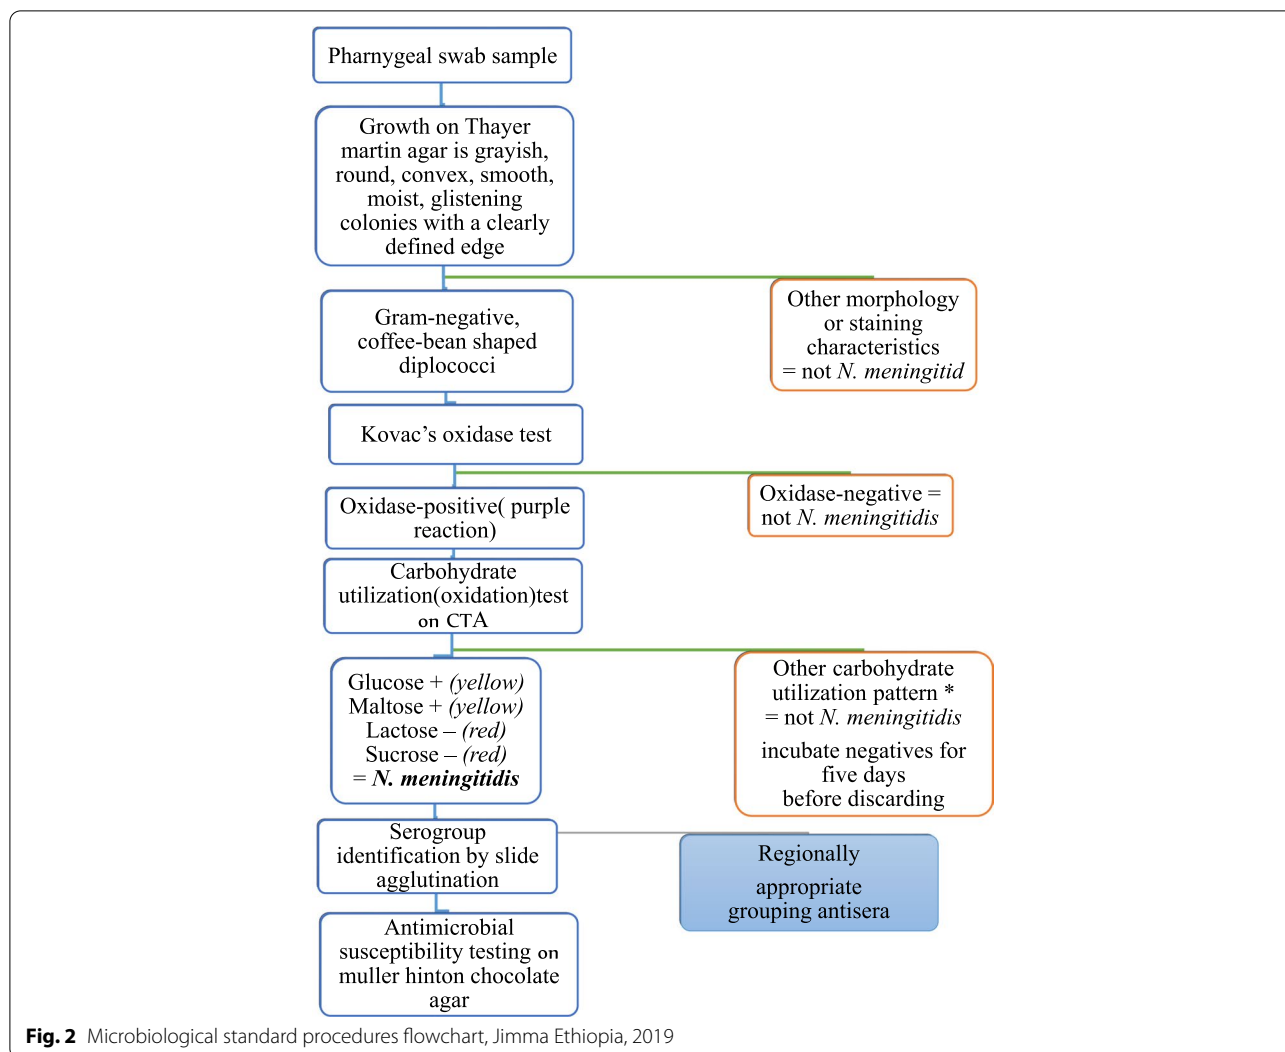 Pharnygeal swab sample
Growth on Thayer
martin agar is grayish,
round, convex, smooth,
moist, glistening
colonies with a clearly
defined edge
Other morphology
or staining
characteristics
= not N. meningitid
Gram-negative,
coffee-bean shaped
diplococci
Kovac’s oxidase test
Oxidase-negative =
not N. meningitidis
Oxidase-positive( purple
reaction)
Carbohydrate
utilization(oxidation)test
on CTA
Glucose + (yellow)
Maltose + (yellow)
Lactose – (red)
Sucrose – (red)
= N. meningitidis
Other carbohydrate
utilization pattern *
= not N. meningitidis
incubate negatives for
five days
before discarding
Serogroup
identification by slide
agglutination
Regionally
appropriate
grouping antisera
Antimicrobial
susceptibility testing on
muller hinton chocolate
agar
Fig. 2 Microbiological standard procedures flowchart, Jimma Ethiopia, 2019